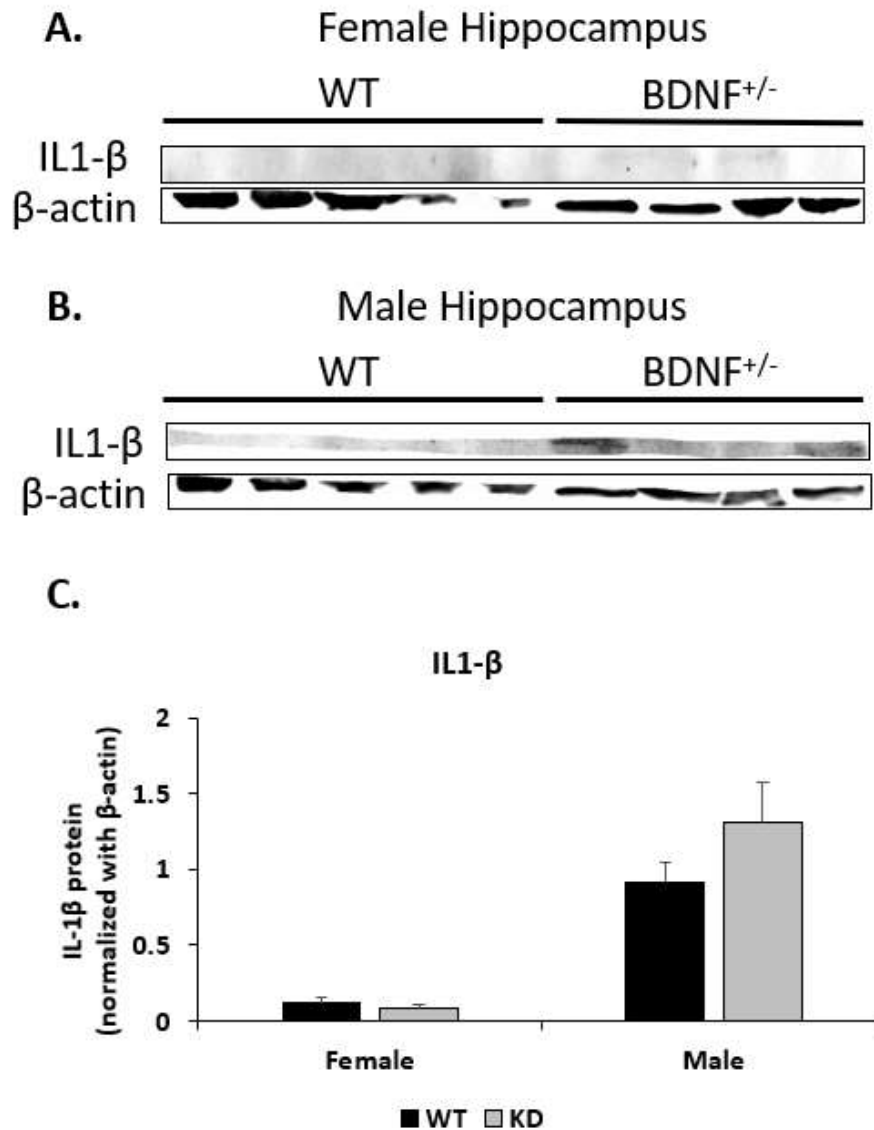 A. Female Hippocampus
WT BDNF+/-
IL1-β
β-actin
B. Male Hippocampus
WT BDNF+/-
IL1-β
β-actin
C.
IL1-β
IL-1β protein
(normalized with β-actin)
2
1.5
1
0.5
0
Female Male
WT KD